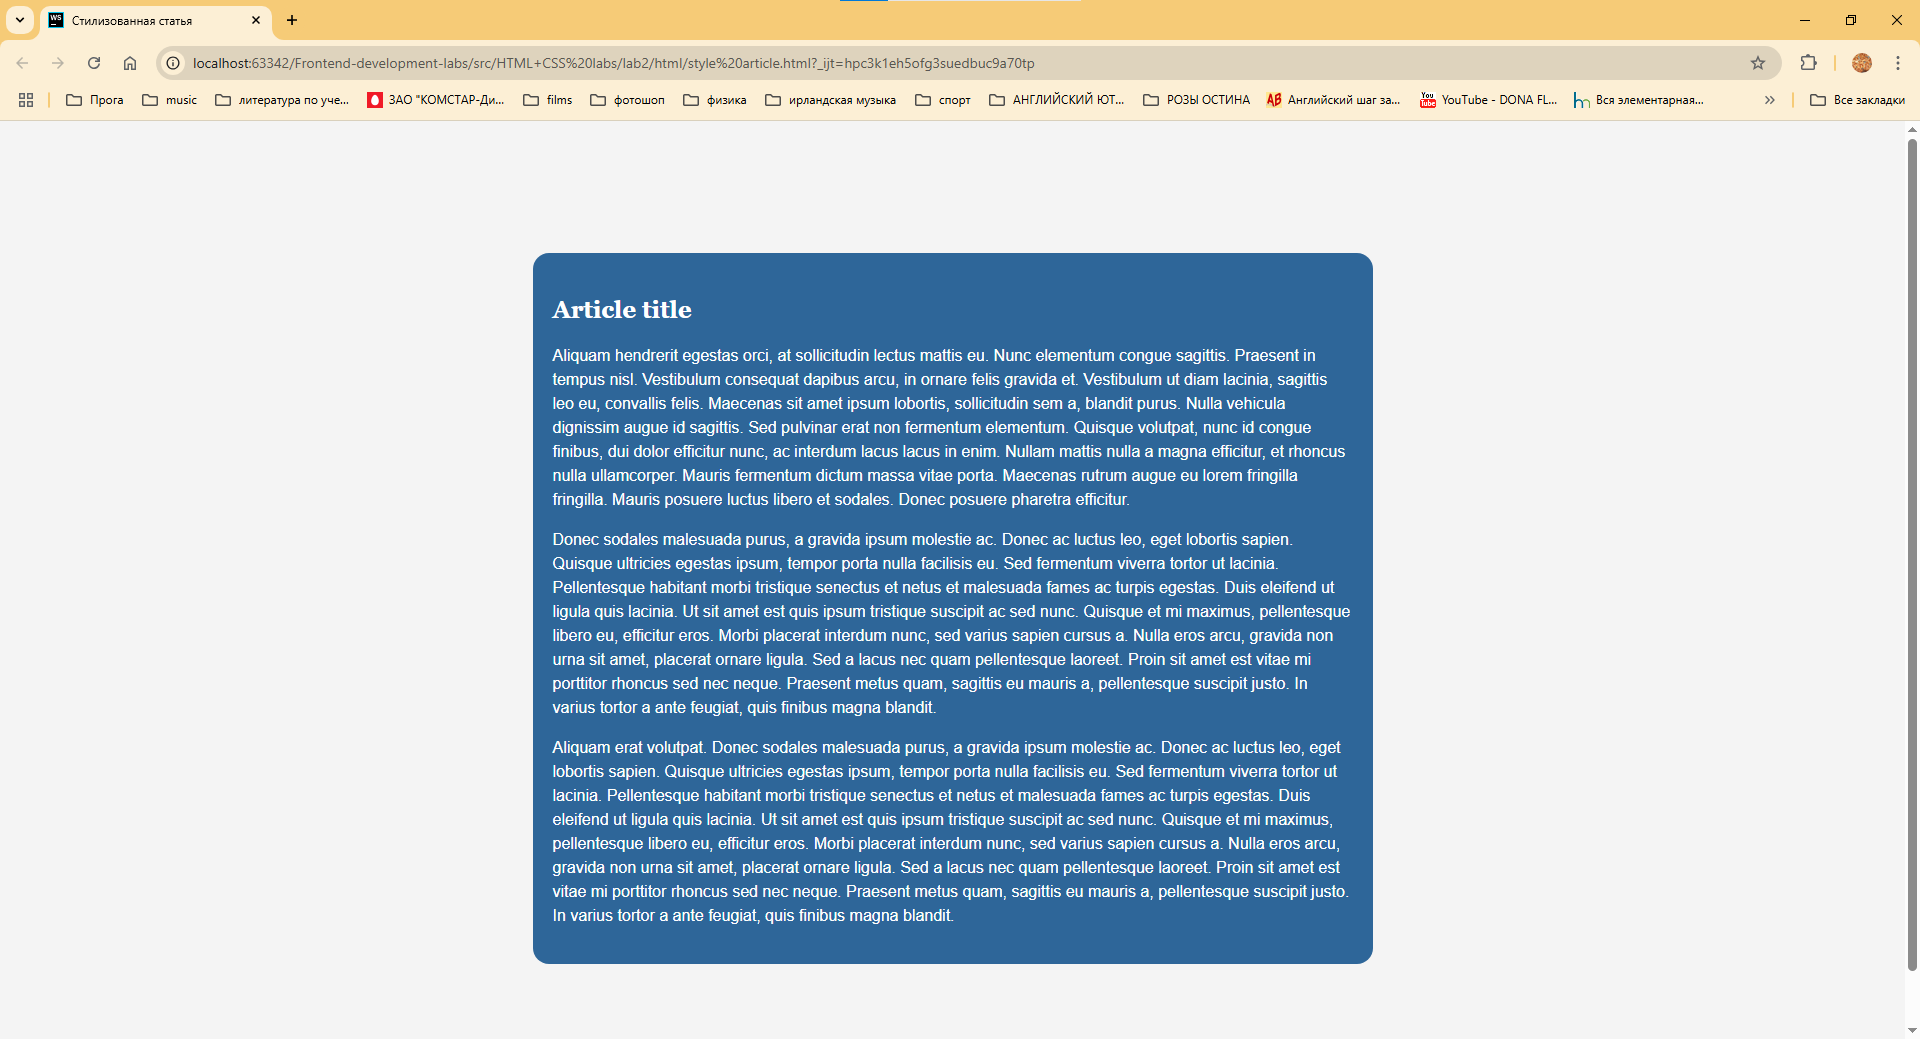 WS Стилизованная статья
localhost:63342/Frontend-development-labs/src/HTML+CSS%20labs/lab2/html/style%20article.html?_ijt=hpc3k1eh5ofg3suedbuc9a70tp
Прога music литература по уче... ЗАО "КОМСТАР-Ди... films фотошоп физика ирландская музыка спорт АНГЛИЙСКИЙ ЮТ... РОЗЫ ОСТИНА AB Английский шаг за... You Tube YouTube - DONA FL... Вся элементарная... Все закладки
Article title
Aliquam hendrerit egestas orci, at sollicitudin lectus mattis eu. Nunc elementum congue sagittis. Praesent in
tempus nisl. Vestibulum consequat dapibus arcu, in ornare felis gravida et. Vestibulum ut diam lacinia, sagittis
leo eu, convallis felis. Maecenas sit amet ipsum lobortis, sollicitudin sem a, blandit purus. Nulla vehicula
dignissim augue id sagittis. Sed pulvinar erat non fermentum elementum. Quisque volutpat, nunc id congue
finibus, dui dolor efficitur nunc, ac interdum lacus lacus in enim. Nullam mattis nulla a magna efficitur, et rhoncus
nulla ullamcorper. Mauris fermentum dictum massa vitae porta. Maecenas rutrum augue eu lorem fringilla
fringilla. Mauris posuere luctus libero et sodales. Donec posuere pharetra efficitur.
Donec sodales malesuada purus, a gravida ipsum molestie ac. Donec ac luctus leo, eget lobortis sapien.
Quisque ultricies egestas ipsum, tempor porta nulla facilisis eu. Sed fermentum viverra tortor ut lacinia.
Pellentesque habitant morbi tristique senectus et netus et malesuada fames ac turpis egestas. Duis eleifend ut
ligula quis lacinia. Ut sit amet est quis ipsum tristique suscipit ac sed nunc. Quisque et mi maximus, pellentesque
libero eu, efficitur eros. Morbi placerat interdum nunc, sed varius sapien cursus a. Nulla eros arcu, gravida non
urna sit amet, placerat ornare ligula. Sed a lacus nec quam pellentesque laoreet. Proin sit amet est vitae mi
porttitor rhoncus sed nec neque. Praesent metus quam, sagittis eu mauris a, pellentesque suscipit justo. In
varius tortor a ante feugiat, quis finibus magna blandit.
Aliquam erat volutpat. Donec sodales malesuada purus, a gravida ipsum molestie ac. Donec ac luctus leo, eget
lobortis sapien. Quisque ultricies egestas ipsum, tempor porta nulla facilisis eu. Sed fermentum viverra tortor ut
lacinia. Pellentesque habitant morbi tristique senectus et netus et malesuada fames ac turpis egestas. Duis
eleifend ut ligula quis lacinia. Ut sit amet est quis ipsum tristique suscipit ac sed nunc. Quisque et mi maximus,
pellentesque libero eu, efficitur eros. Morbi placerat interdum nunc, sed varius sapien cursus a. Nulla eros arcu,
gravida non urna sit amet, placerat ornare ligula. Sed a lacus nec quam pellentesque laoreet. Proin sit amet est
vitae mi porttitor rhoncus sed nec neque. Praesent metus quam, sagittis eu mauris a, pellentesque suscipit justo.
In varius tortor a ante feugiat, quis finibus magna blandit.